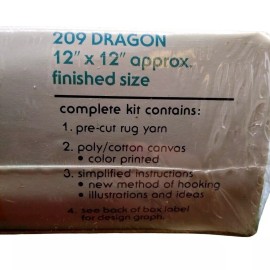 209 DRAGON
12" x 12" approx.
finished size
complete kit contains:
1. pre-cut rug yarn
2. poly/cotton canvas
• color printed
3. simplified instructions
• new method of hooking
• illustrations and ideas
4. see back of box label
for design graph.